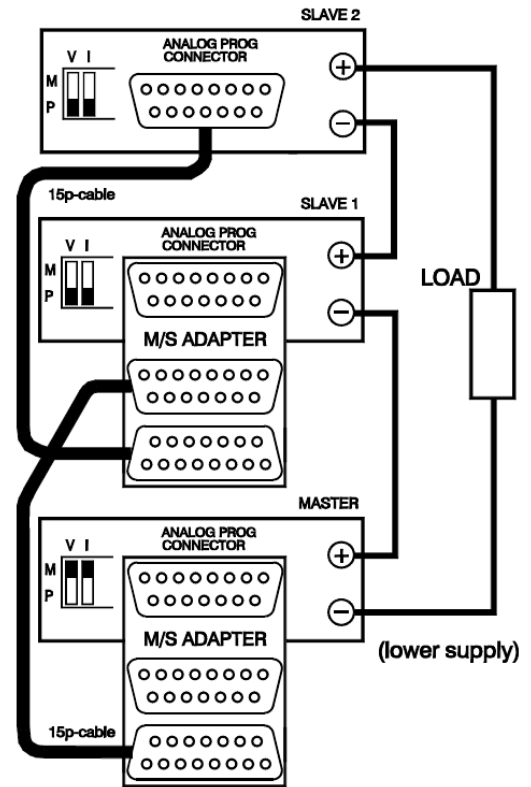 SLAVE 2
V I
M
P
ANALOG PROG
CONNECTOR
+
−
15p-cable
SLAVE 1
V I
M
P
ANALOG PROG
CONNECTOR
+
−
LOAD
M/S ADAPTER
MASTER
V I
M
P
ANALOG PROG
CONNECTOR
+
−
M/S ADAPTER
(lower supply)
15p-cable